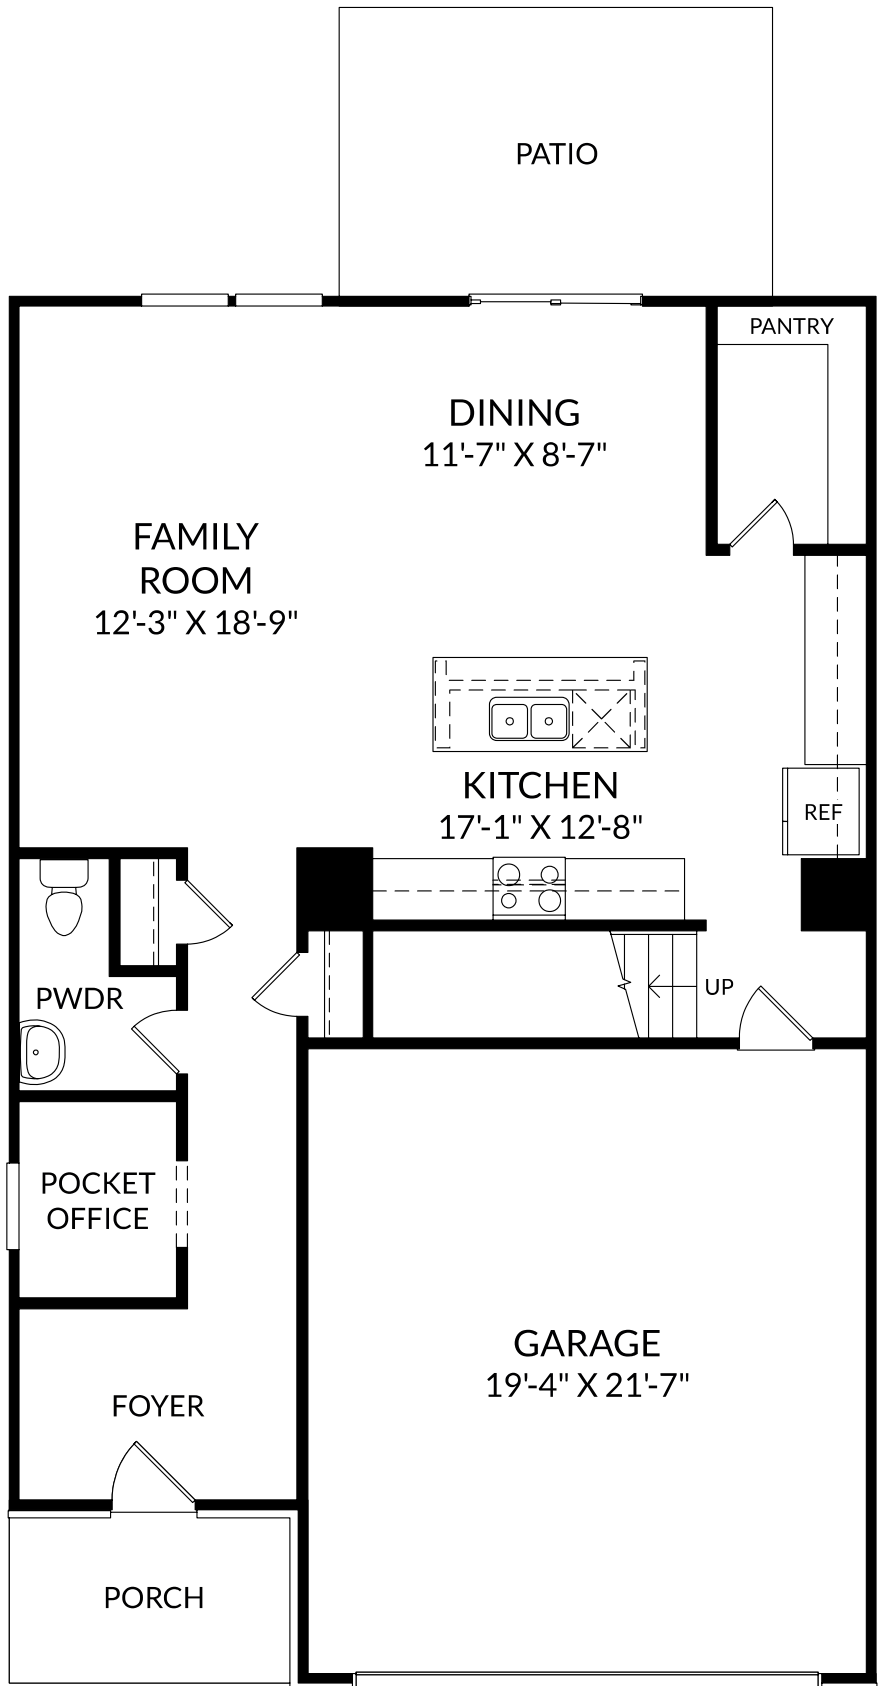 PATIO
PANTRY
DINING
11'-7" X 8'-7"
FAMILY
ROOM
12'-3" X 18'-9"
KITCHEN
17'-1" X 12'-8"
REF
PWDR
UP
POCKET
OFFICE
GARAGE
19'-4" X 21'-7"
FOYER
PORCH